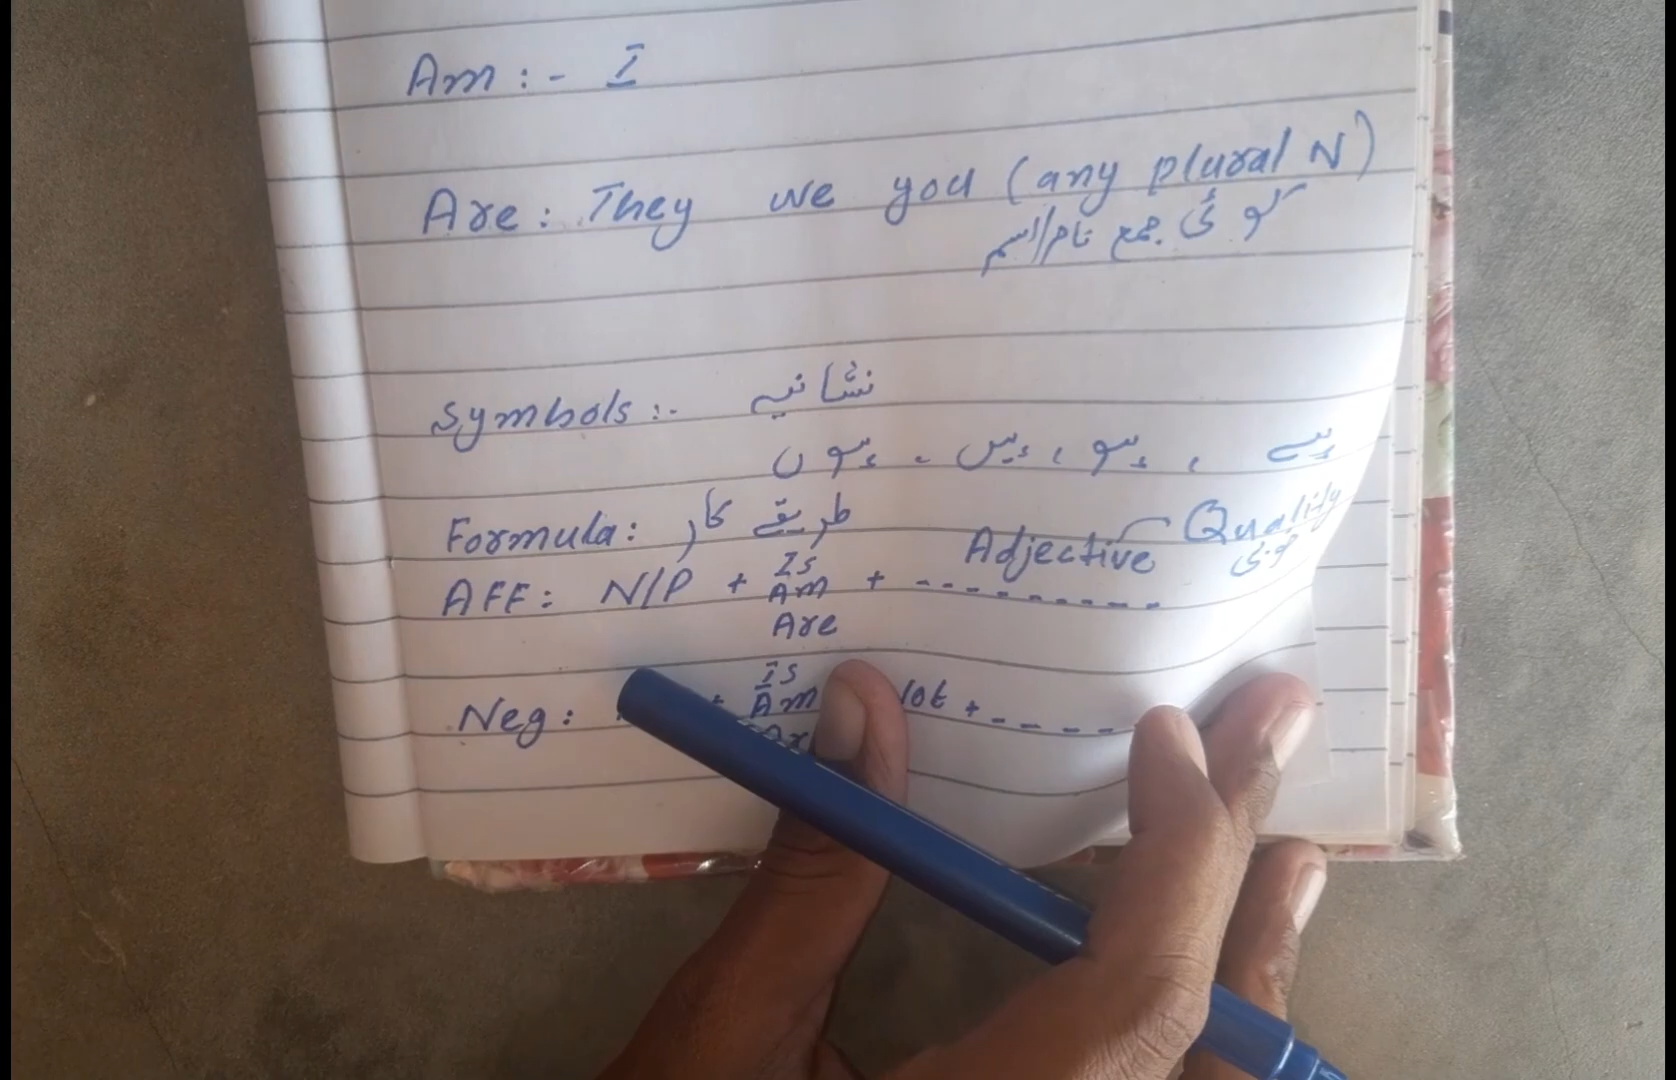 Am :- I
Are: They we you (any plural N)
کوئی جمع نام/اسم
Symbols:- نشانیہ
ہے ، ہو ، ہیں ۔ ہوں
Formula: طریقے کار
Adjective Quality
خوبی
AFF: N/P + Is Am Are + ---------
Neg: + Is Am + -----